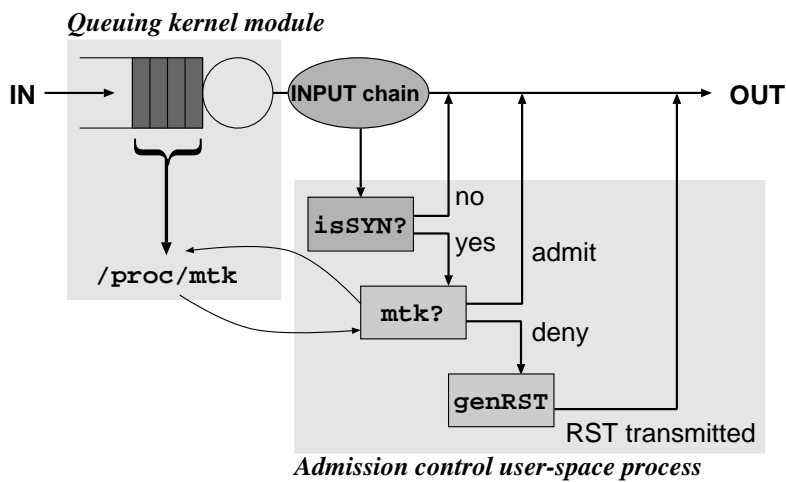 Queuing kernel module
IN
INPUT chain
OUT
isSYN?
no
yes
/proc/mtk
admit
mtk?
deny
genRST
RST transmitted
Admission control user-space process